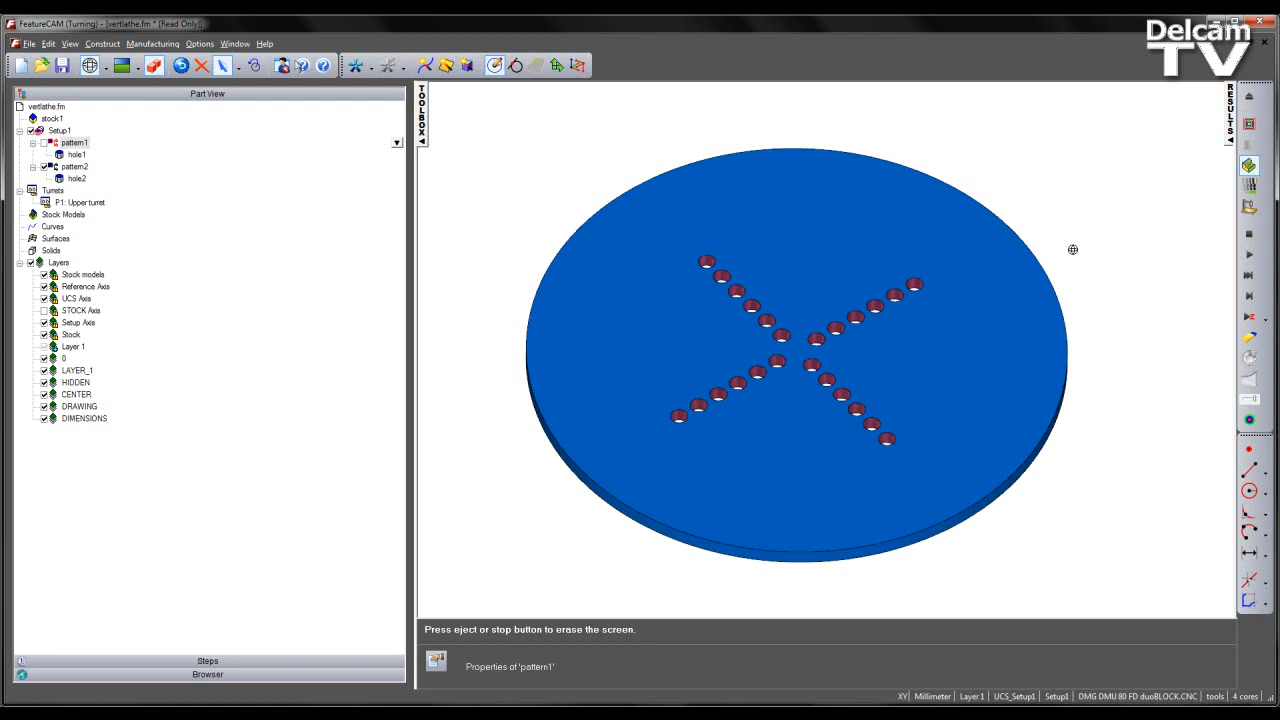 FeatureCAM (Turning) - [vertlathe.fm * [Read Only]]
Delcam
TV
File Edit View Construct Manufacturing Options Window Help
Part View
vertlathe.fm
stock1
Setup1
pattern1
hole1
pattern2
hole2
Turrets
P1: Upper turret
Stock Models
Curves
Surfaces
Solids
Layers
Stock models
Reference Axis
UCS Axis
STOCK Axis
Setup Axis
Stock
Layer 1
0
LAYER_1
HIDDEN
CENTER
DRAWING
DIMENSIONS
Steps
Browser
TOOLBOX
RESULTS
Press eject or stop button to erase the screen.
Properties of 'pattern1'
XY Millimeter Layer 1 UCS_Setup1 Setup1 DMG DMU 80 FD duoBLOCK.CNC tools 4 cores